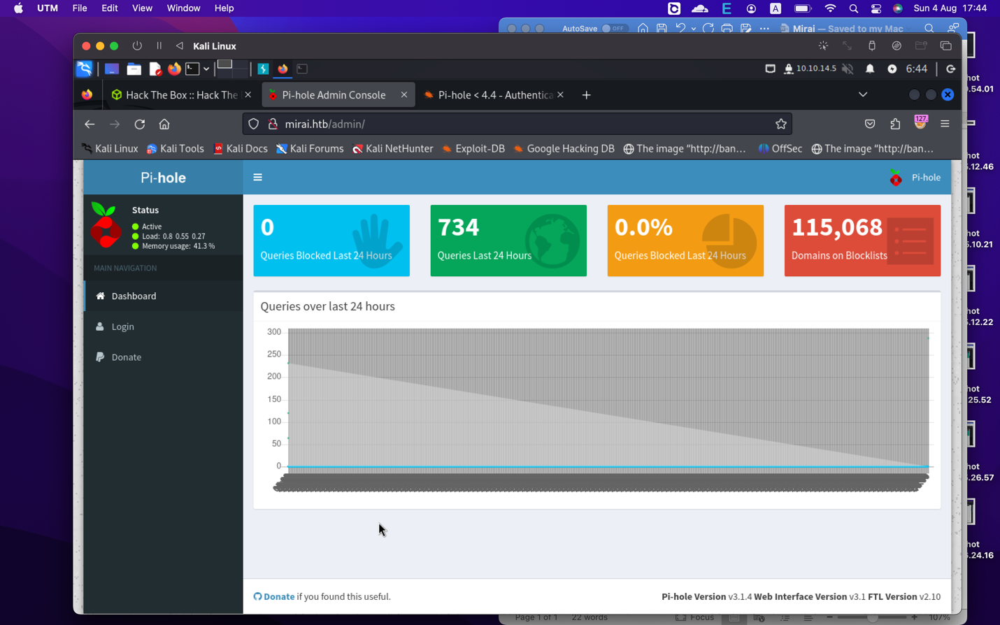 UTM File Edit View Window Help
E A Sun 4 Aug 17:44
AutoSave OFF Mirai — Saved to my Mac
Kali Linux
10.10.14.5 6:44
Hack The Box :: Hack The
Pi-hole Admin Console
Pi-hole < 4.4 - Authentica
mirai.htb/admin/
127.
Kali Linux Kali Tools Kali Docs Kali Forums Kali NetHunter Exploit-DB Google Hacking DB The image “http://ban… OffSec The image “http://ban…
Pi-hole
Pi-hole
Status
Active
Load: 0.8 0.55 0.27
Memory usage: 41.3 %
MAIN NAVIGATION
Dashboard
Login
Donate
0
Queries Blocked Last 24 Hours
734
Queries Last 24 Hours
0.0%
Queries Blocked Last 24 Hours
115,068
Domains on Blocklists
Queries over last 24 hours
300
250
200
150
100
50
0
Donate if you found this useful.
Pi-hole Version v3.1.4 Web Interface Version v3.1 FTL Version v2.10
hot
.54.01
hot
.12.46
hot
.10.21
hot
.12.22
hot
.25.52
hot
.26.57
hot
.24.16
Page 1 of 1 22 words Focus 107%